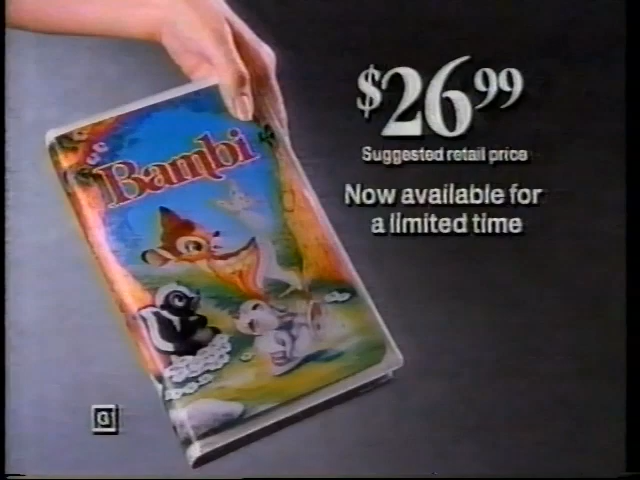 Bambi
$26.99
Suggested retail price
Now available for
a limited time
G